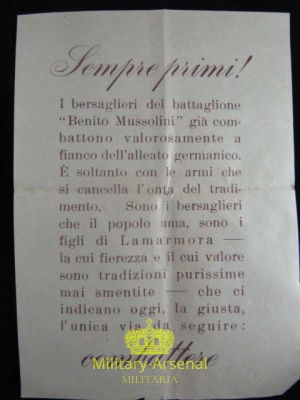 Sempre primi!
I bersaglieri del battaglione
"Benito Mussolini" già com-
battono valorosamente a
fianco dell'alleato germanico.
È soltanto con le armi che
si cancella l'onta del tradi-
mento. Sono i bersaglieri
che il popolo ama, sono i
figli di Lamarmora —
la cui fierezza e il cui valore
sono tradizioni purissime
mai smentite — che ci
indicano oggi, la giusta,
l'unica via da seguire:
combattere
Military Arsenal
MILITARIA